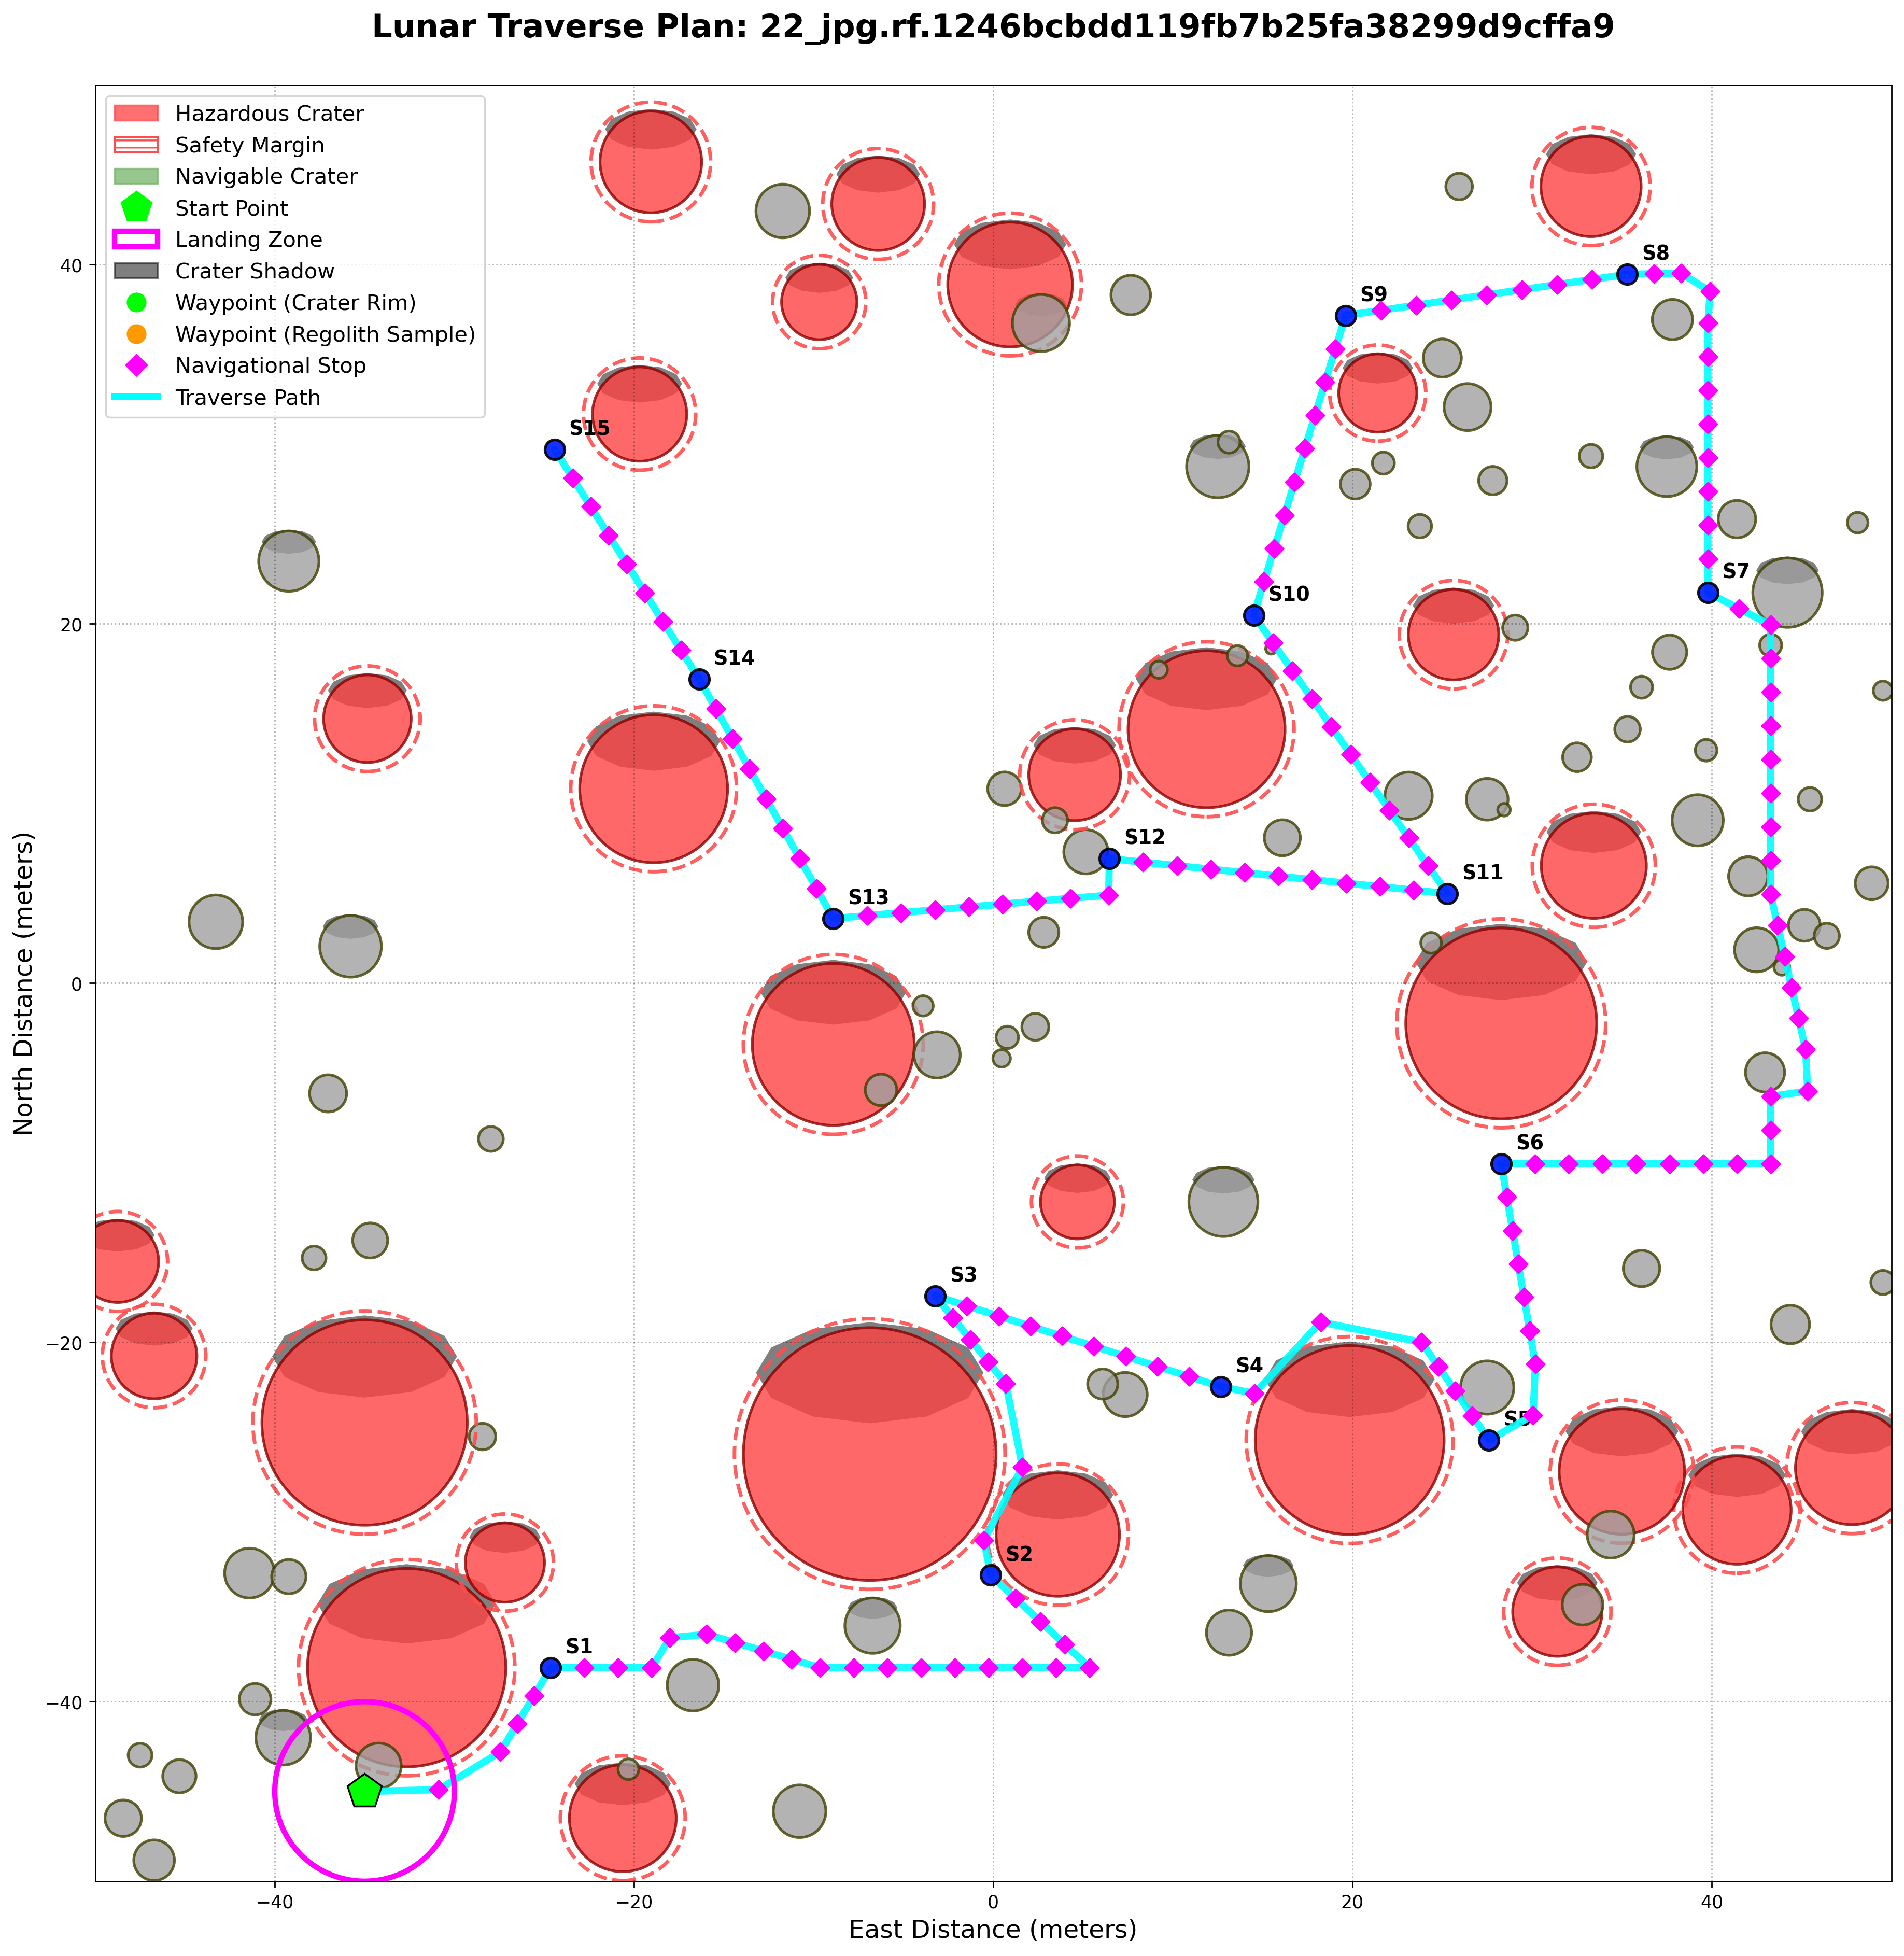 Lunar Traverse Plan: 22_jpg.rf.1246bcbdd119fb7b25fa38299d9cffa9
Hazardous Crater
Safety Margin
Navigable Crater
Start Point
Landing Zone
Crater Shadow
Waypoint (Crater Rim)
Waypoint (Regolith Sample)
Navigational Stop
Traverse Path
S8
S9
S15
S7
S10
S14
S12
S11
S13
S6
S3
S4
S5
S2
S1
40
20
0
−20
−40
North Distance (meters)
−40
−20
0
20
40
East Distance (meters)